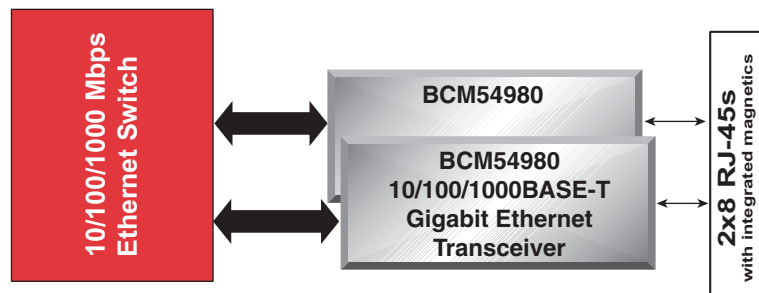 10/100/1000 Mbps
Ethernet Switch
BCM54980
BCM54980
10/100/1000BASE-T
Gigabit Ethernet
Transceiver
2x8 RJ-45s
with integrated magnetics